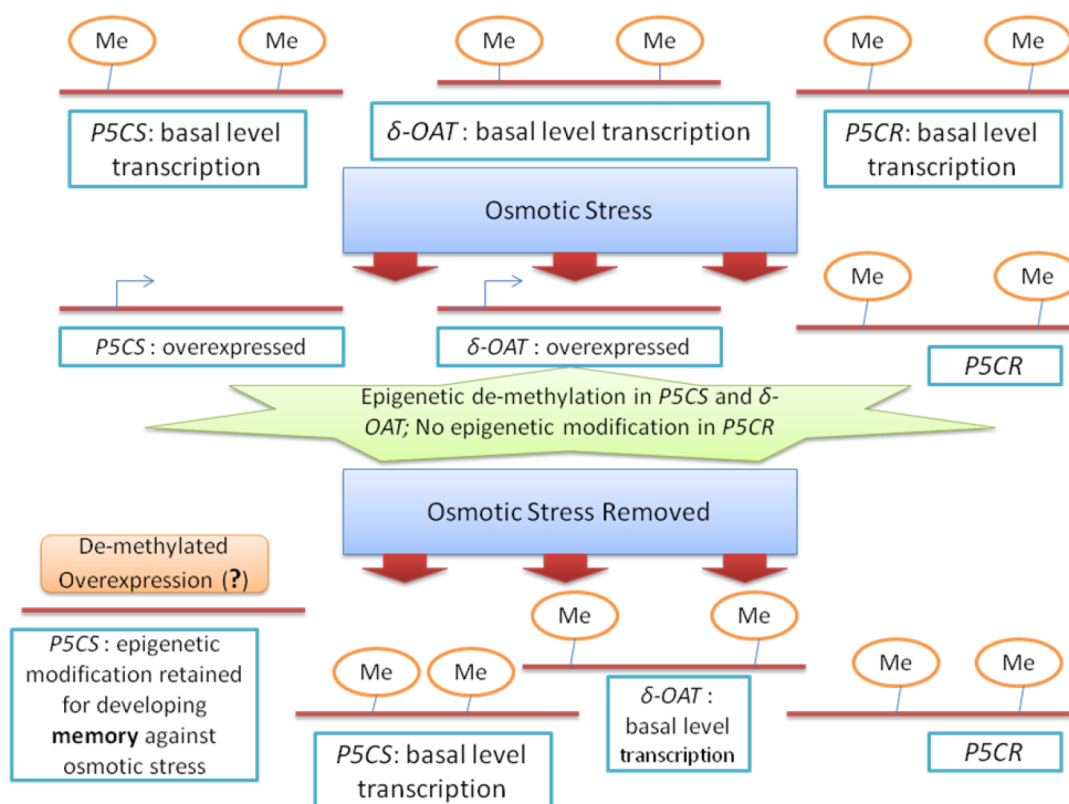 Me Me Me Me Me Me
P5CS: basal level
transcription
δ-OAT : basal level transcription
P5CR: basal level
transcription
Osmotic Stress
Me Me
P5CS : overexpressed
δ-OAT : overexpressed
P5CR
Epigenetic de-methylation in P5CS and δ-
OAT; No epigenetic modification in P5CR
Osmotic Stress Removed
De-methylated
Overexpression (?)
P5CS : epigenetic
modification retained
for developing
memory against
osmotic stress
Me Me
P5CS: basal level
transcription
Me Me
δ-OAT :
basal level
transcription
Me Me
P5CR